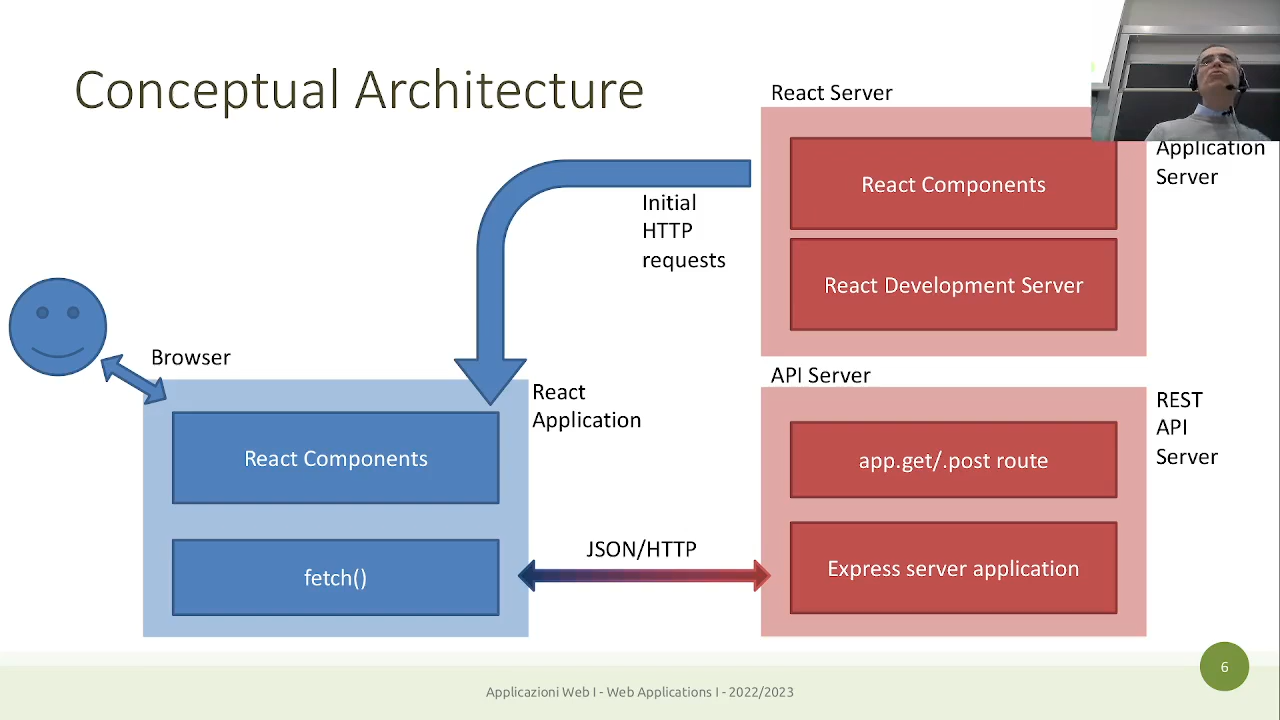 Conceptual Architecture
React Server
Application
Server
React Components
React Development Server
Initial
HTTP
requests
Browser
React
Application
React Components
fetch()
JSON/HTTP
API Server
REST
API
Server
app.get/.post route
Express server application
6
Applicazioni Web I - Web Applications I - 2022/2023